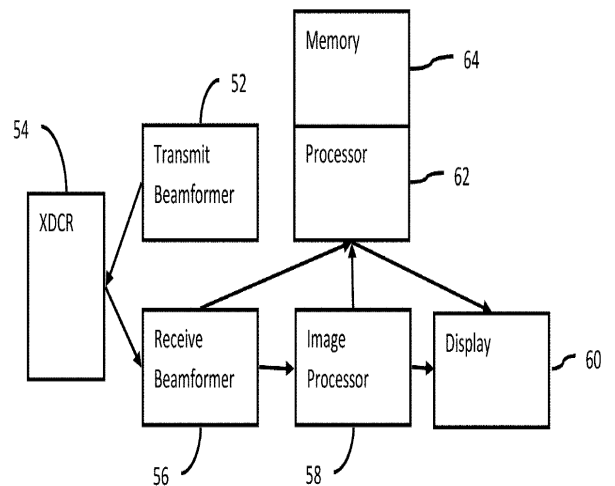 Memory
64
52
54
Transmit
Beamformer
Processor
62
XDCR
Receive
Beamformer
Image
Processor
Display
60
56
58